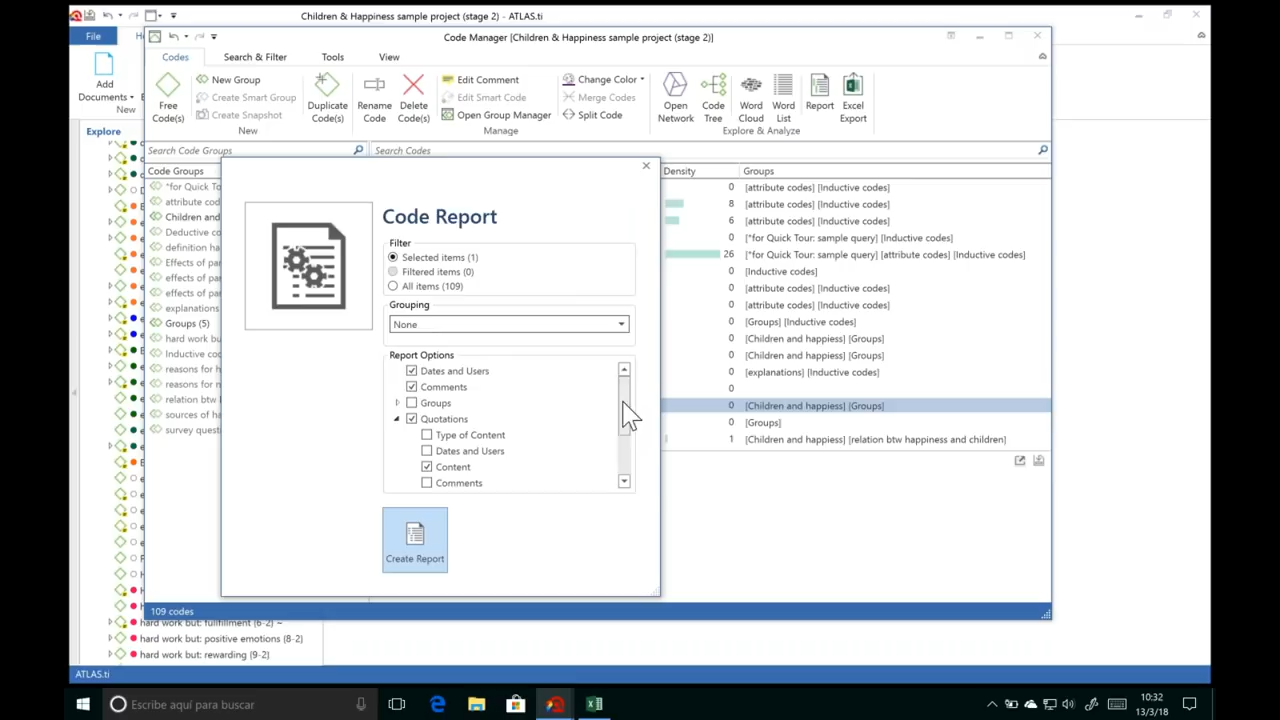 Children & Happiness sample project (stage 2) - ATLAS.ti
File
Code Manager [Children & Happiness sample project (stage 2)]
Codes
Search & Filter
Tools
View
Add Documents
New
Free Code(s)
New Group
Create Smart Group
Create Snapshot
New
Duplicate Code(s)
Rename Code
Delete Code(s)
Edit Comment
Edit Smart Code
Open Group Manager
Manage
Change Color
Merge Codes
Split Code
Open Network
Code Tree
Word Cloud
Word List
Report
Excel Export
Explore & Analyze
Explore
Search Code Groups
Search Codes
Code Groups
*for Quick To
attribute cod
Children and
Deductive co
definition ha
effects of par
effects of par
effects of pa
explanations
Groups (5)
hard work bu
Inductive cod
reasons for
reasons for n
relation btw
sources of ha
survey quest
Code Report
Filter
Selected items (1)
Filtered items (0)
All items (109)
Grouping
None
Report Options
Dates and Users
Comments
Groups
Quotations
Type of Content
Dates and Users
Content
Comments
Create Report
Density
Groups
0 [attribute codes] [Inductive codes]
8 [attribute codes] [Inductive codes]
6 [attribute codes] [Inductive codes]
0 [*for Quick Tour: sample query] [Inductive codes]
26 [*for Quick Tour: sample query] [attribute codes] [Inductive codes]
0 [Inductive codes]
0 [attribute codes] [Inductive codes]
0 [attribute codes] [Inductive codes]
0 [Groups] [Inductive codes]
0 [Children and happiess] [Groups]
0 [Children and happiess] [Groups]
0 [explanations] [Groups]
0
0 [Children and happiess] [Groups]
0 [Groups]
1 [Children and happiess] [relation btw happiness and children]
109 codes
hard work but: fullfillment (6-2) ~
hard work but: positive emotions (8-2)
hard work but: rewarding (9-2)
ATLAS.ti
Escribe aquí para buscar
10:32
13/3/18